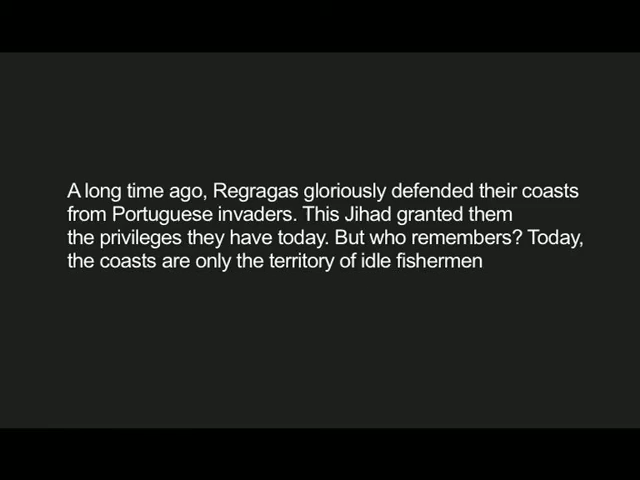 A long time ago, Regragas gloriously defended their coasts
from Portuguese invaders. This Jihad granted them
the privileges they have today. But who remembers? Today,
the coasts are only the territory of idle fishermen